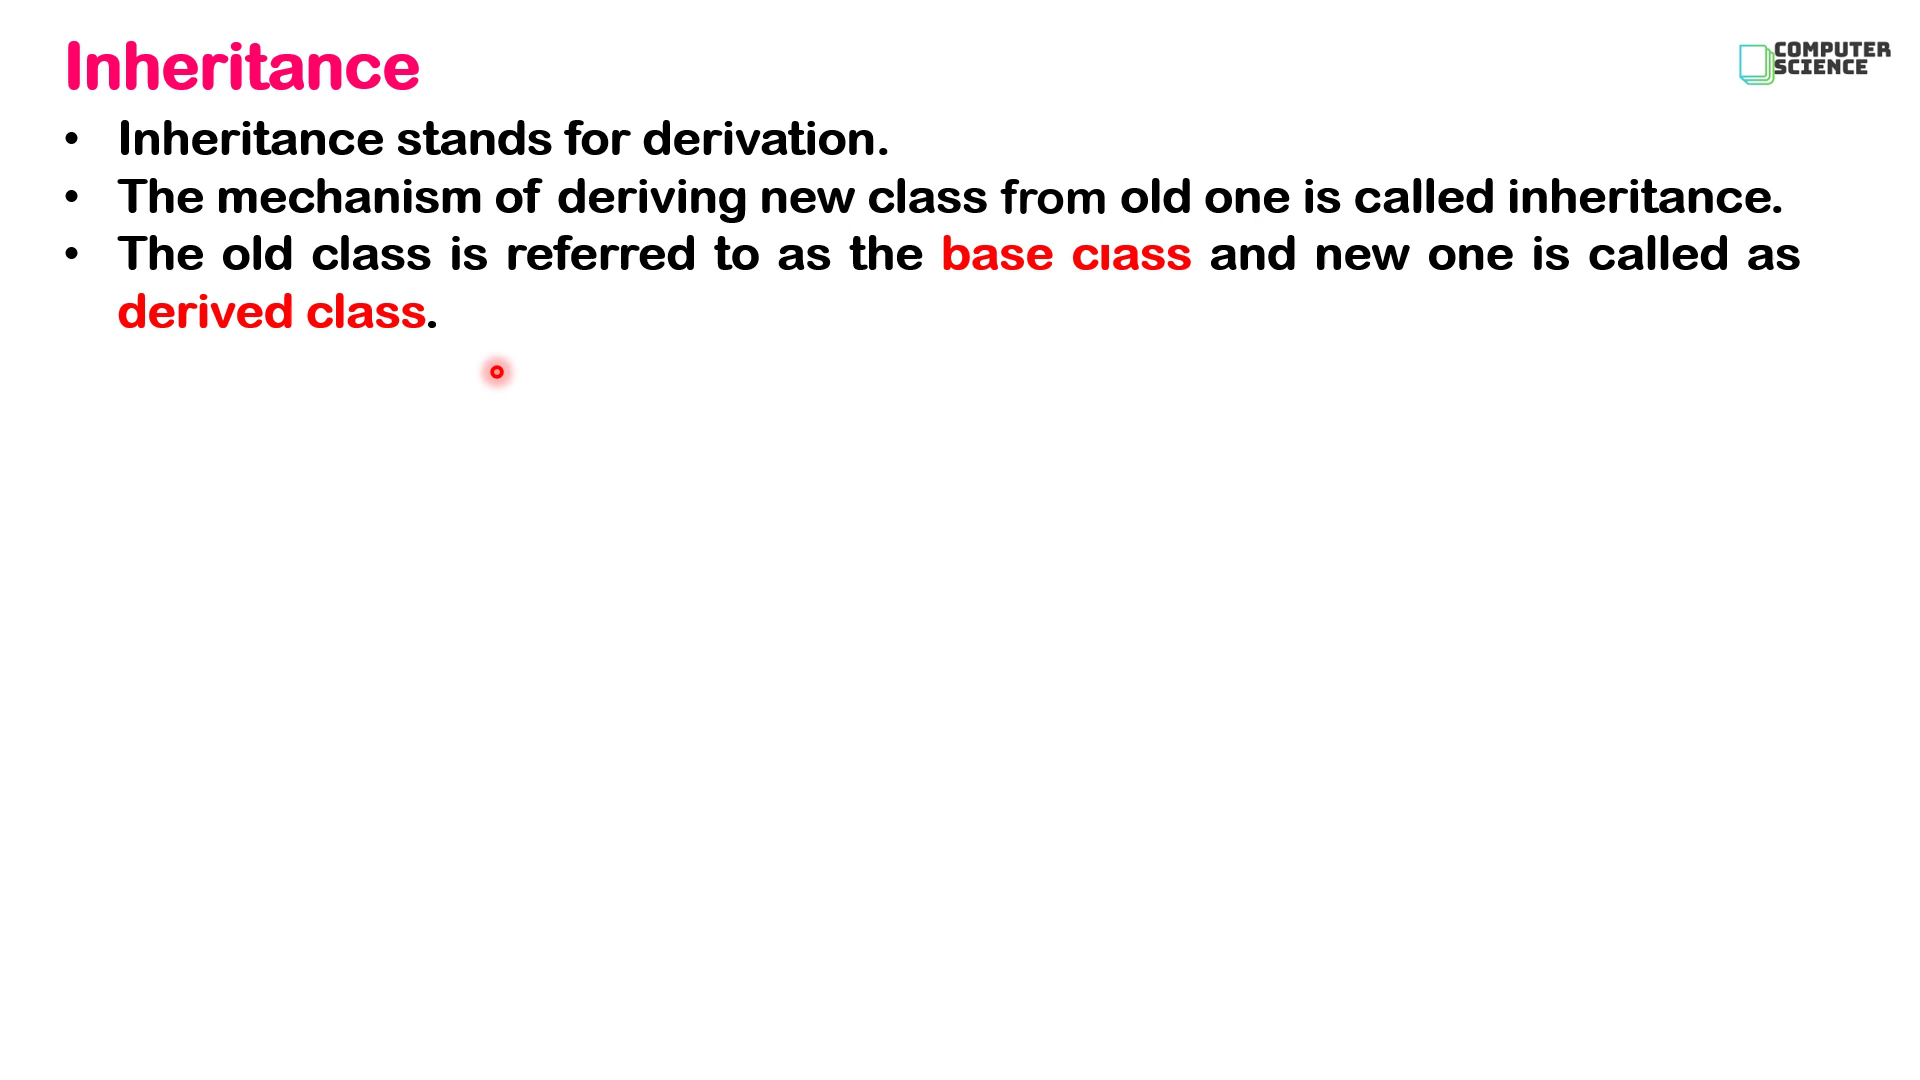 Inheritance
COMPUTER
SCIENCE
• Inheritance stands for derivation.
• The mechanism of deriving new class from old one is called inheritance.
• The old class is referred to as the base cıass and new one is called as
derived class.